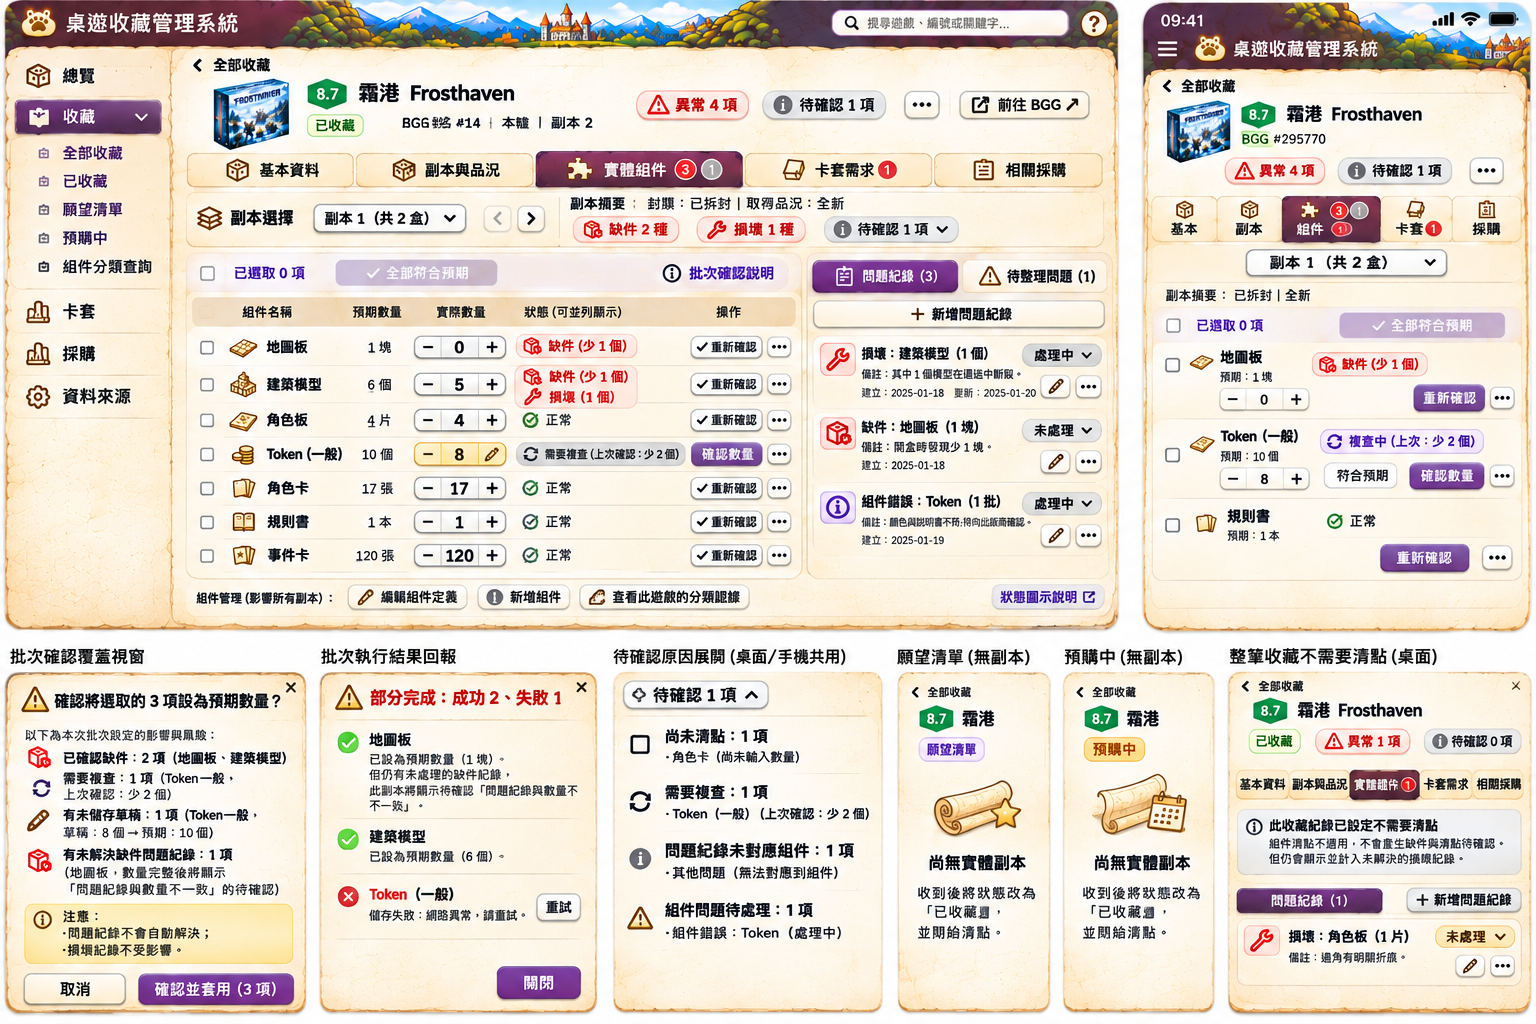 桌遊收藏管理系統
搜尋遊戲、編號或關鍵字...
?
總覽
收藏
全部收藏
已收藏
願望清單
預購中
組件分類查詢
卡套
採購
資料來源
全部收藏
8.7 霜港 Frosthaven
已收藏
BGG #14 | 本體 | 副本 2
異常 4 項
待確認 1 項
前往 BGG ↗
基本資料
副本與品況
實體組件 3 1
卡套需求 1
相關採購
副本選擇
副本 1（共 2 盒）
副本摘要：封膜：已拆封 | 取得品況：全新
缺件 2 種
損壞 1 種
待確認 1 項
已選取 0 項
✓ 全部符合預期
批次確認說明
組件名稱 預期數量 實際數量 狀態 (可並列顯示) 操作
地圖板 1 塊 − 0 + 缺件 (少 1 個) ✓ 重新確認 •••
建築模型 6 個 − 5 + 缺件 (少 1 個) ✓ 重新確認 •••
損壞 (1 個)
角色板 4 片 − 4 + 正常 ✓ 重新確認 •••
Token (一般) 10 個 − 8 需要複查 (上次確認：少 2 個) 確認數量 •••
角色卡 17 張 − 17 + 正常 ✓ 重新確認 •••
規則書 1 本 − 1 + 正常 ✓ 重新確認 •••
事件卡 120 張 − 120 + 正常 ✓ 重新確認 •••
組件管理 (影響所有副本)：
編輯組件定義
新增組件
查看此遊戲的分類
狀態圖示說明
問題紀錄 (3)
待整理問題 (1)
+ 新增問題紀錄
損壞：建築模型 (1 個)
處理中
備註：其中 1 個模型在運送中斷裂。
建立：2025-01-18 更新：2025-01-20
缺件：地圖板 (1 塊)
未處理
備註：開盒時發現少 1 塊。
建立：2025-01-18
組件錯誤：Token (1 批)
處理中
備註：顏色與說明書不符
建立：2025-01-19
09:41
桌遊收藏管理系統
全部收藏
8.7 霜港 Frosthaven
BGG #295770
異常 4 項
待確認 1 項
•••
基本
副本
組件 3 1 1
卡套 1
採購
副本 1（共 2 盒）
副本摘要：已拆封 | 全新
已選取 0 項
✓ 全部符合預期
地圖板
預期：1 塊
缺件 (少 1 個)
− 0 +
重新確認 •••
Token (一般)
預期：10 個
複查中 (上次：少 2 個)
− 8 +
符合預期 確認數量 •••
規則書
預期：1 本
正常
重新確認 •••
批次確認覆蓋視窗
確認將選取的 3 項設為預期數量？
以下為本次批次設定的影響與風險：
已確認缺件：2 項（地圖板、建築模型）
需要複查：1 項（Token一般，
上次確認：少 2 個）
有未儲存草稿：1 項（Token一般，
草稿：8 個 → 預期：10 個）
有未解決缺件問題紀錄：1 項
（地圖板，數量完整後將顯示
「問題紀錄與數量不一致」的待確認）
注意：
·問題紀錄不會自動解決；
·損壞紀錄不受影響。
取消
確認並套用 (3 項)
批次執行結果回報
部分完成：成功 2、失敗 1
地圖板
已設為預期數量（1 塊）。
但仍有未處理的缺件紀錄，
此副本將顯示待確認「問題紀錄與數量不
不一致」。
建築模型
已設為預期數量（6 個）。
Token (一般)
儲存失敗：網路異常，請重試。
重試
關閉
待確認原因展開 (桌面/手機共用)
待確認 1 項
尚未清點：1 項
·角色卡（尚未輸入數量）
需要複查：1 項
·Token（一般）（上次確認：少 2 個）
問題紀錄未對應組件：1 項
·其他問題（無法對應到組件）
組件問題待處理：1 項
·組件錯誤：Token（處理中）
願望清單 (無副本)
全部收藏
8.7 霜港
願望清單
尚無實體副本
收到後將狀態改為
「已收藏
並開始清點。
預購中 (無副本)
全部收藏
8.7 霜港
預購中
尚無實體副本
收到後將狀態改為
「已收藏
並開始清點。
整筆收藏不需要清點 (桌面)
全部收藏
8.7 霜港 Frosthaven
已收藏
異常 1 項
待確認 0 項
基本資料
副本與品況
實體組件 1
卡套需求
相關採購
此收藏紀錄已設定不需要清點
組件清點不適用，不會產生缺件與清點待確認。
但仍會顯示並計入未解決的損壞紀錄。
問題紀錄 (1)
+ 新增問題紀錄
損壞：角色板 (1 片)
未處理
備註：邊角有明顯折痕。
•••